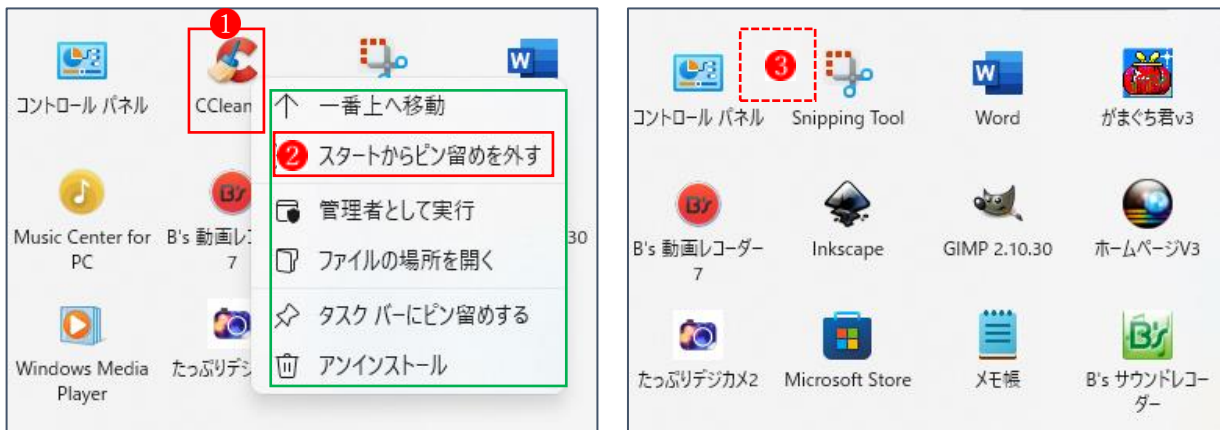 1
コントロール パネル
CClean
W
↑ 一番上へ移動
2 スタートからピン留めを外す
管理者として実行
ファイルの場所を開く
タスク バーにピン留めする
アンインストール
B's
Music Center for
PC
B's 動画レコ
7
30
Windows Media
Player
たっぷりデジ
3
コントロール パネル
Snipping Tool
W
Word
がまぐち君v3
B's
B's 動画レコーダー
7
Inkscape
GIMP 2.10.30
ホームページV3
たっぷりデジカメ2
Microsoft Store
メモ帳
B's
B's サウンドレコー
ダー